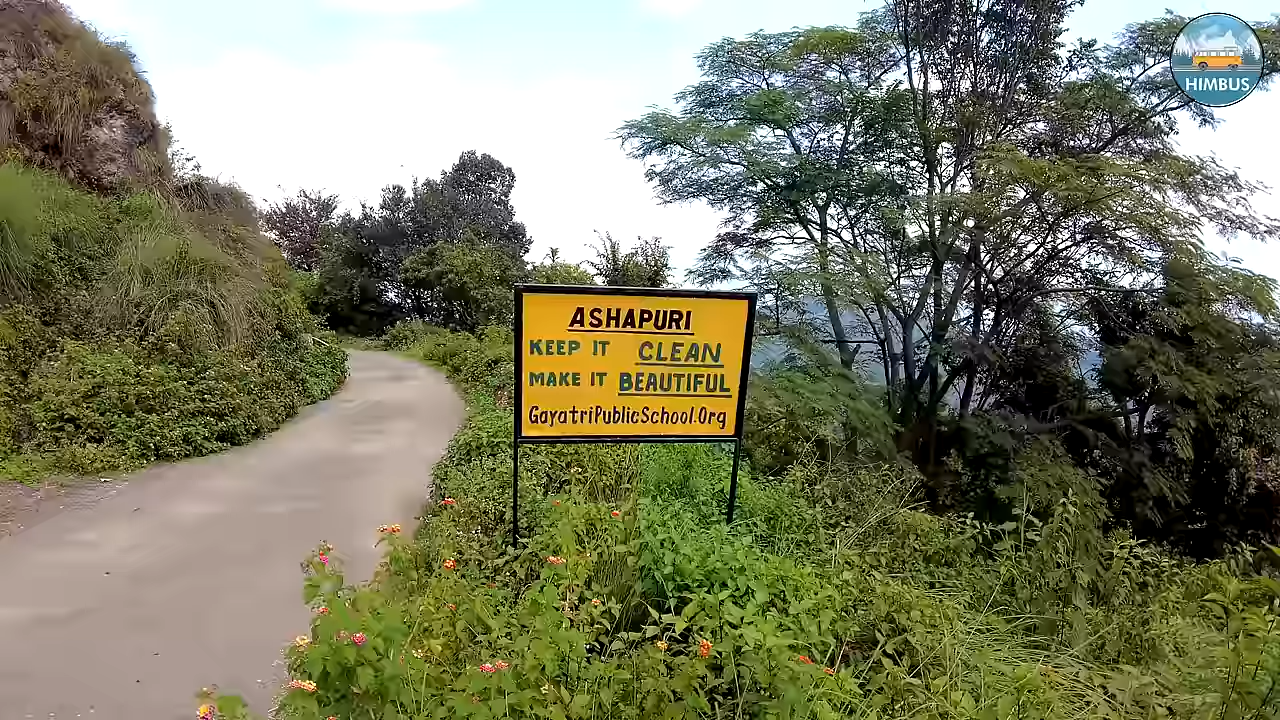 HIMBUS
ASHAPURI
KEEP IT CLEAN
MAKE IT BEAUTIFUL
GayatriPublicSchool.Org